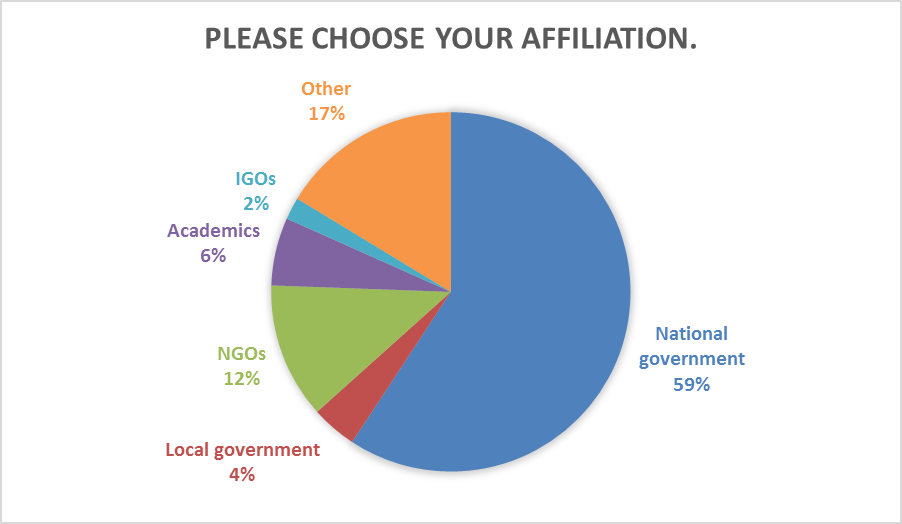 PLEASE CHOOSE YOUR AFFILIATION.
Other
17%
IGOs
2%
Academics
6%
NGOs
12%
Local government
4%
National
government
59%